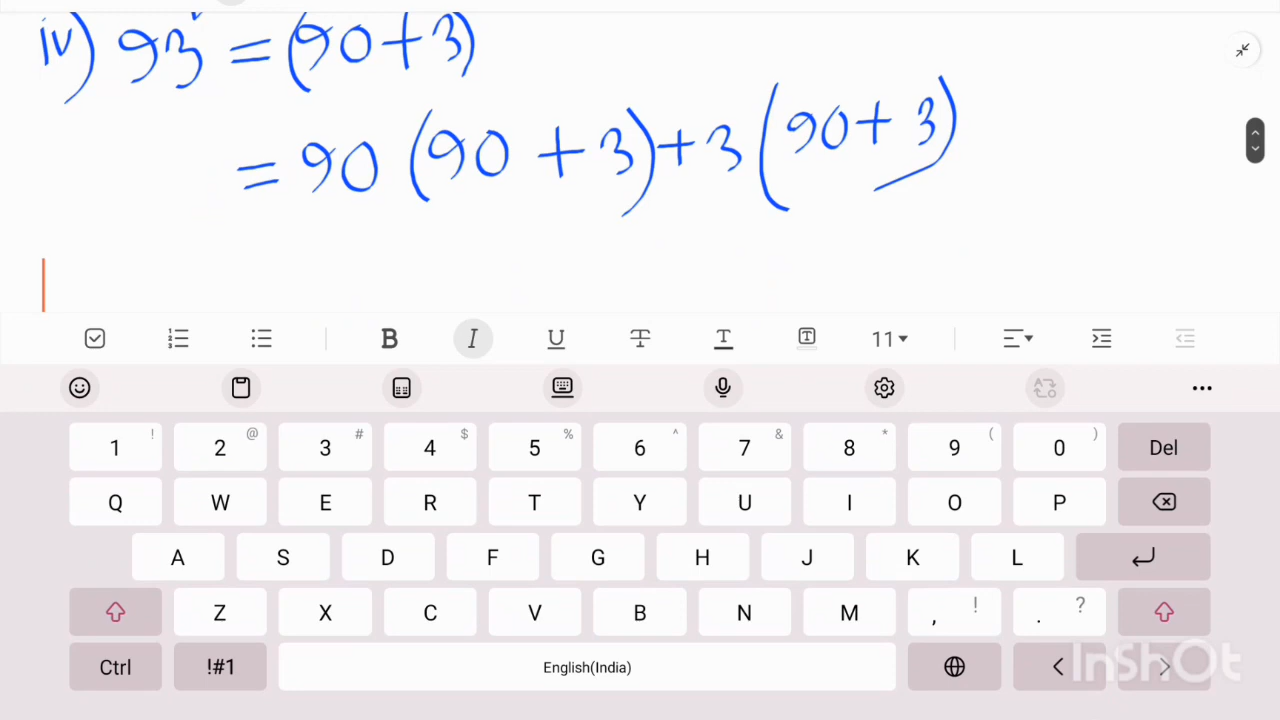 iv) 93² = (90+3)
= 90 (90 + 3) + 3 (90 + 3)
B I U T T T 11
1 ! 2 @ 3 # 4 $ 5 % 6 ^ 7 & 8 * 9 ( 0 ) Del
Q W E R T Y U I O P
A S D F G H J K L
Z X C V B N M , ! . ?
Ctrl !#1 English(India) < >
InShOt